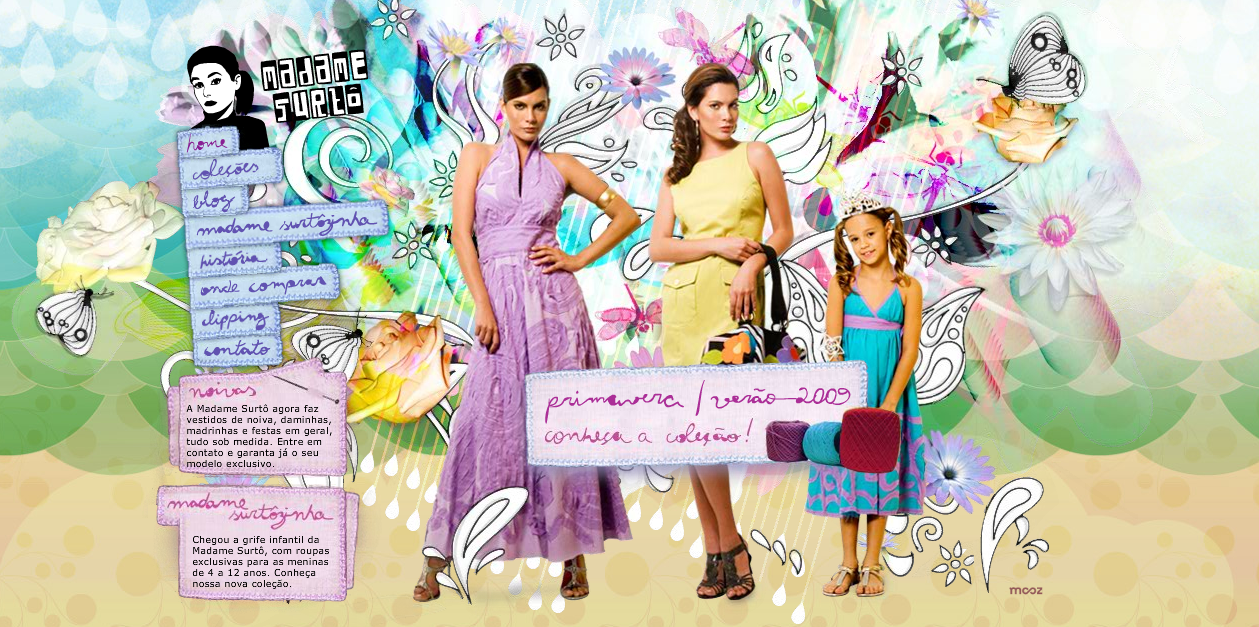 madame
surtô
home
coleções
blog
madame surtôzinha
história
onde comprar
clipping
contato
noivas
A Madame Surtô agora faz
vestidos de noiva, daminhas,
madrinhas e festas em geral,
tudo sob medida. Entre em
contato e garanta já o seu
modelo exclusivo.
madame
surtôzinha
Chegou a grife infantil da
Madame Surtô, com roupas
exclusivas para as meninas
de 4 a 12 anos. Conheça
nossa nova coleção.
primavera / verão 2009
conheça a coleção!
mooz